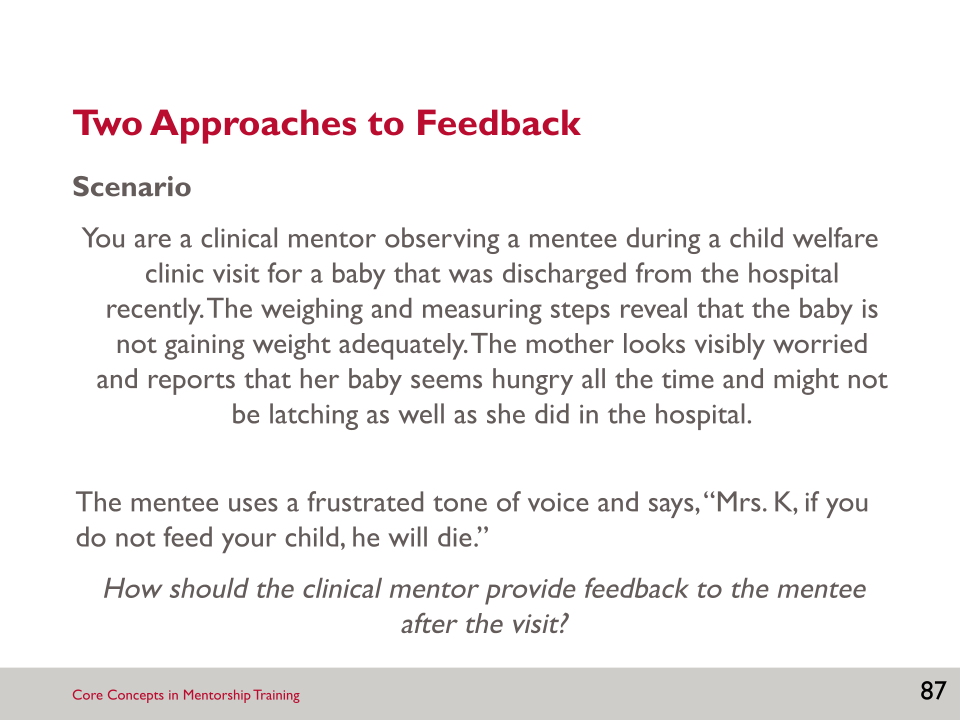 Two Approaches to Feedback
Scenario
You are a clinical mentor observing a mentee during a child welfare
clinic visit for a baby that was discharged from the hospital
recently. The weighing and measuring steps reveal that the baby is
not gaining weight adequately. The mother looks visibly worried
and reports that her baby seems hungry all the time and might not
be latching as well as she did in the hospital.
The mentee uses a frustrated tone of voice and says, “Mrs. K, if you
do not feed your child, he will die.”
How should the clinical mentor provide feedback to the mentee
after the visit?
Core Concepts in Mentorship Training
87